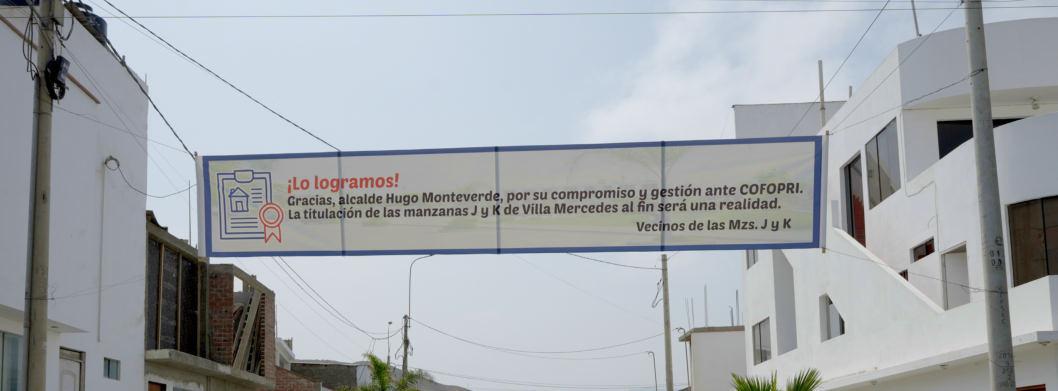 ¡Lo logramos!
Gracias, alcalde Hugo Monteverde, por su compromiso y gestión ante COFOPRI.
La titulación de las manzanas J y K de Villa Mercedes al fin será una realidad.
Vecinos de las Mzs. J y K